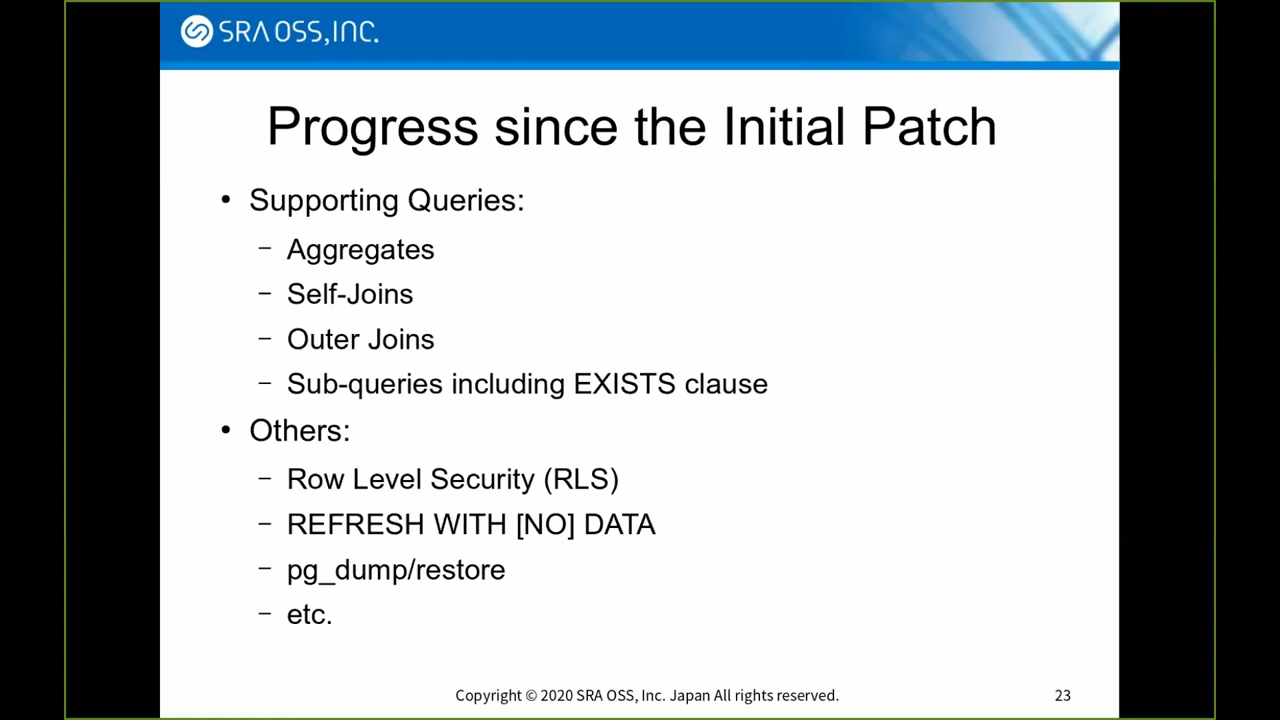 SRA OSS, INC.
Progress since the Initial Patch
• Supporting Queries:
– Aggregates
– Self-Joins
– Outer Joins
– Sub-queries including EXISTS clause
• Others:
– Row Level Security (RLS)
– REFRESH WITH [NO] DATA
– pg_dump/restore
– etc.
Copyright © 2020 SRA OSS, Inc. Japan All rights reserved.
23